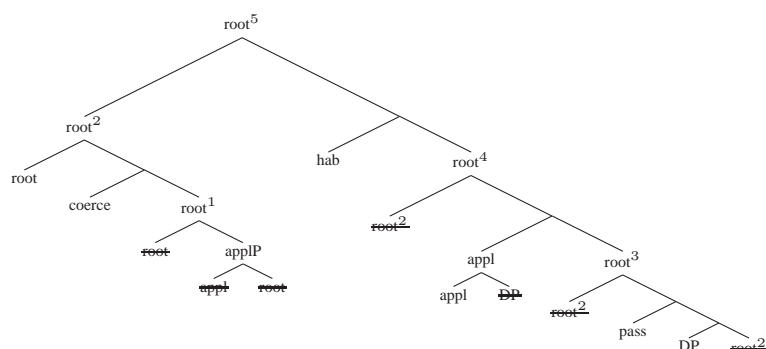 root⁵
root²
hab
root⁴
root
coerce
root¹
root²
root
applP
appl
root³
appl
root
appl
DP
root²
pass
DP
root²